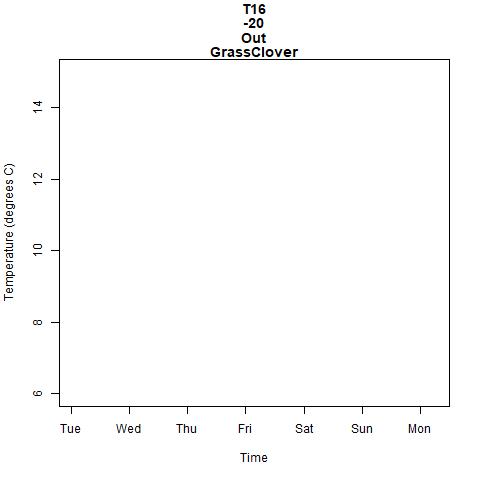 T16
-20
Out
GrassClover
Temperature (degrees C)
14
12
10
8
6
Tue Wed Thu Fri Sat Sun Mon
Time